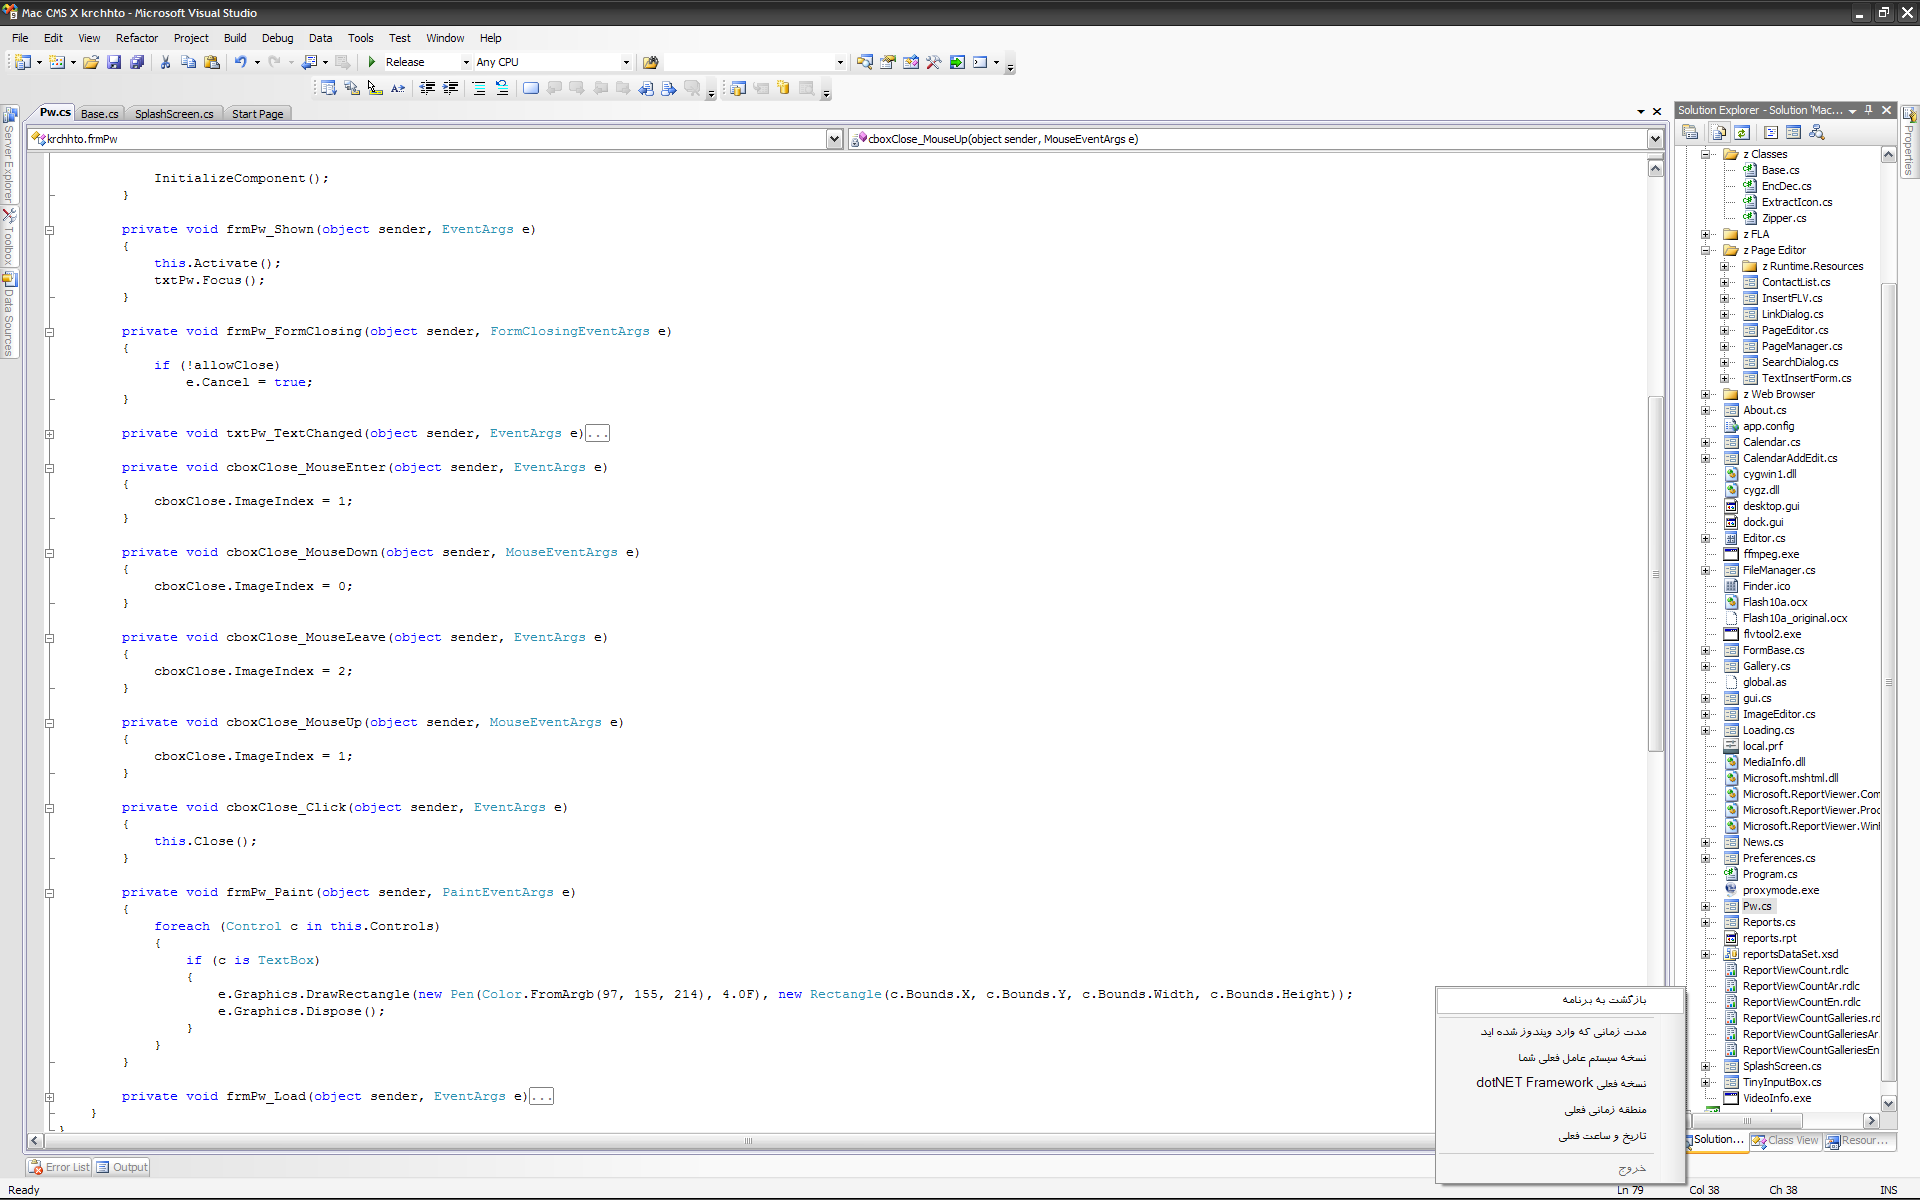 Mac CMS X krchhto - Microsoft Visual Studio
File Edit View Refactor Project Build Debug Data Tools Test Window Help
Release Any CPU
Pw.cs Base.cs SplashScreen.cs Start Page
krchhto.frmPw cboxClose_MouseUp(object sender, MouseEventArgs e)
Server Explorer
Toolbox
Data Sources
InitializeComponent();
}
private void frmPw_Shown(object sender, EventArgs e)
{
this.Activate();
txtPw.Focus();
}
private void frmPw_FormClosing(object sender, FormClosingEventArgs e)
{
if (!allowClose)
e.Cancel = true;
}
private void txtPw_TextChanged(object sender, EventArgs e)...
private void cboxClose_MouseEnter(object sender, EventArgs e)
{
cboxClose.ImageIndex = 1;
}
private void cboxClose_MouseDown(object sender, MouseEventArgs e)
{
cboxClose.ImageIndex = 0;
}
private void cboxClose_MouseLeave(object sender, EventArgs e)
{
cboxClose.ImageIndex = 2;
}
private void cboxClose_MouseUp(object sender, MouseEventArgs e)
{
cboxClose.ImageIndex = 1;
}
private void cboxClose_Click(object sender, EventArgs e)
{
this.Close();
}
private void frmPw_Paint(object sender, PaintEventArgs e)
{
foreach (Control c in this.Controls)
{
if (c is TextBox)
{
e.Graphics.DrawRectangle(new Pen(Color.FromArgb(97, 155, 214), 4.0F), new Rectangle(c.Bounds.X, c.Bounds.Y, c.Bounds.Width, c.Bounds.Height));
e.Graphics.Dispose();
}
}
}
private void frmPw_Load(object sender, EventArgs e)...
}
}
Solution Explorer - Solution 'Mac...
Properties
z Classes
Base.cs
EncDec.cs
ExtractIcon.cs
Zipper.cs
z FLA
z Page Editor
z Runtime.Resources
ContactList.cs
InsertFLV.cs
LinkDialog.cs
PageEditor.cs
PageManager.cs
SearchDialog.cs
TextInsertForm.cs
z Web Browser
About.cs
app.config
Calendar.cs
CalendarAddEdit.cs
cygwin1.dll
cygz.dll
desktop.gui
dock.gui
Editor.cs
ffmpeg.exe
FileManager.cs
Finder.ico
Flash10a.ocx
Flash10a_original.ocx
flvtool2.exe
FormBase.cs
Gallery.cs
global.as
gui.cs
ImageEditor.cs
Loading.cs
local.prf
MediaInfo.dll
Microsoft.mshtml.dll
Microsoft.ReportViewer.Com
Microsoft.ReportViewer.Proc
Microsoft.ReportViewer.Win
News.cs
Preferences.cs
Program.cs
proxymode.exe
Pw.cs
Reports.cs
reports.rpt
reportsDataSet.xsd
ReportViewCount.rdlc
ReportViewCountAr.rdlc
ReportViewCountEn.rdlc
ReportViewCountGalleries.rd
ReportViewCountGalleriesAr
ReportViewCountGalleriesEn
SplashScreen.cs
TinyInputBox.cs
VideoInfo.exe
بازگشت به برنامه
مدت زمانی که وارد ویندوز شده اید
نسخه سیستم عامل فعلی شما
نسخه فعلی dotNET Framework
منطقه زمانی فعلی
تاریخ و ساعت فعلی
خروج
Solution... Class View Resour...
Error List Output
Ready Ln 79 Col 38 Ch 38 INS